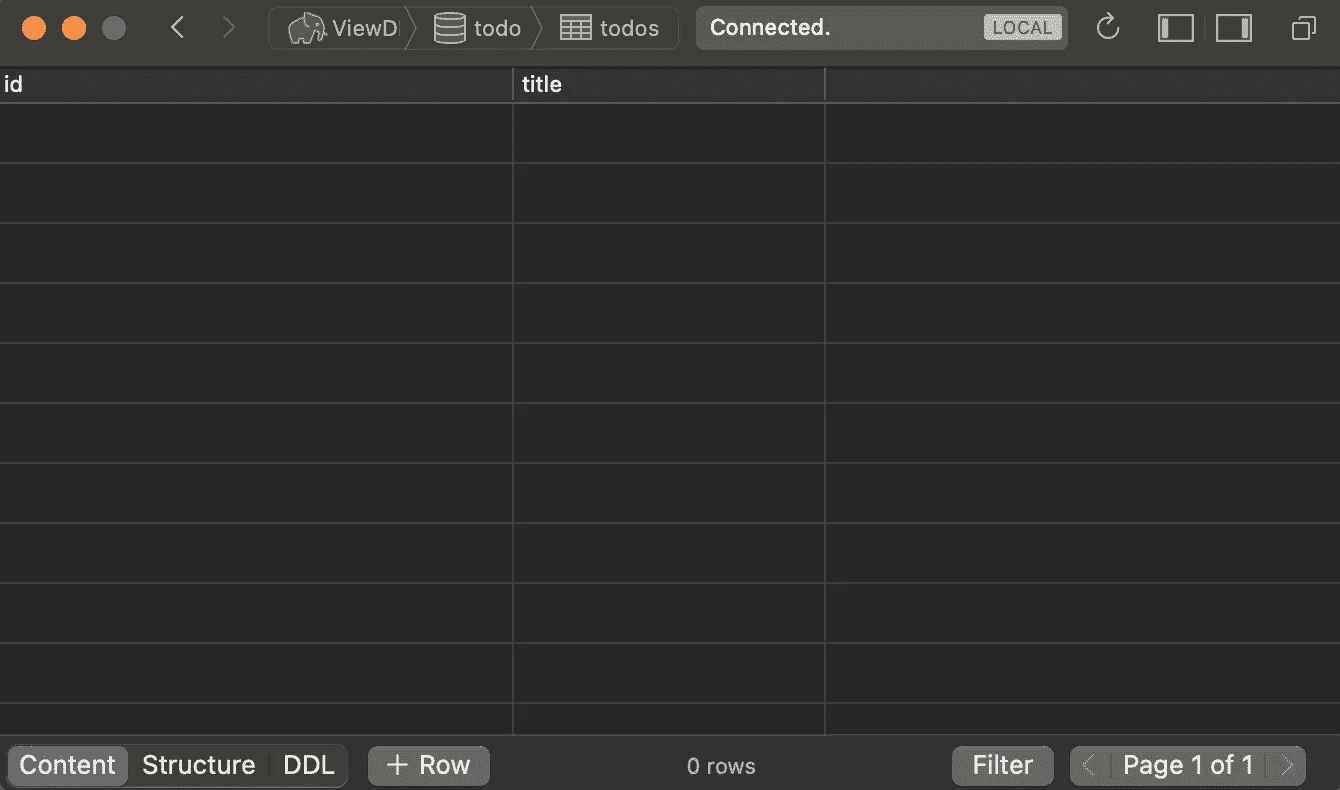 ViewD todo todos Connected. LOCAL
id title
Content Structure DDL + Row 0 rows Filter Page 1 of 1